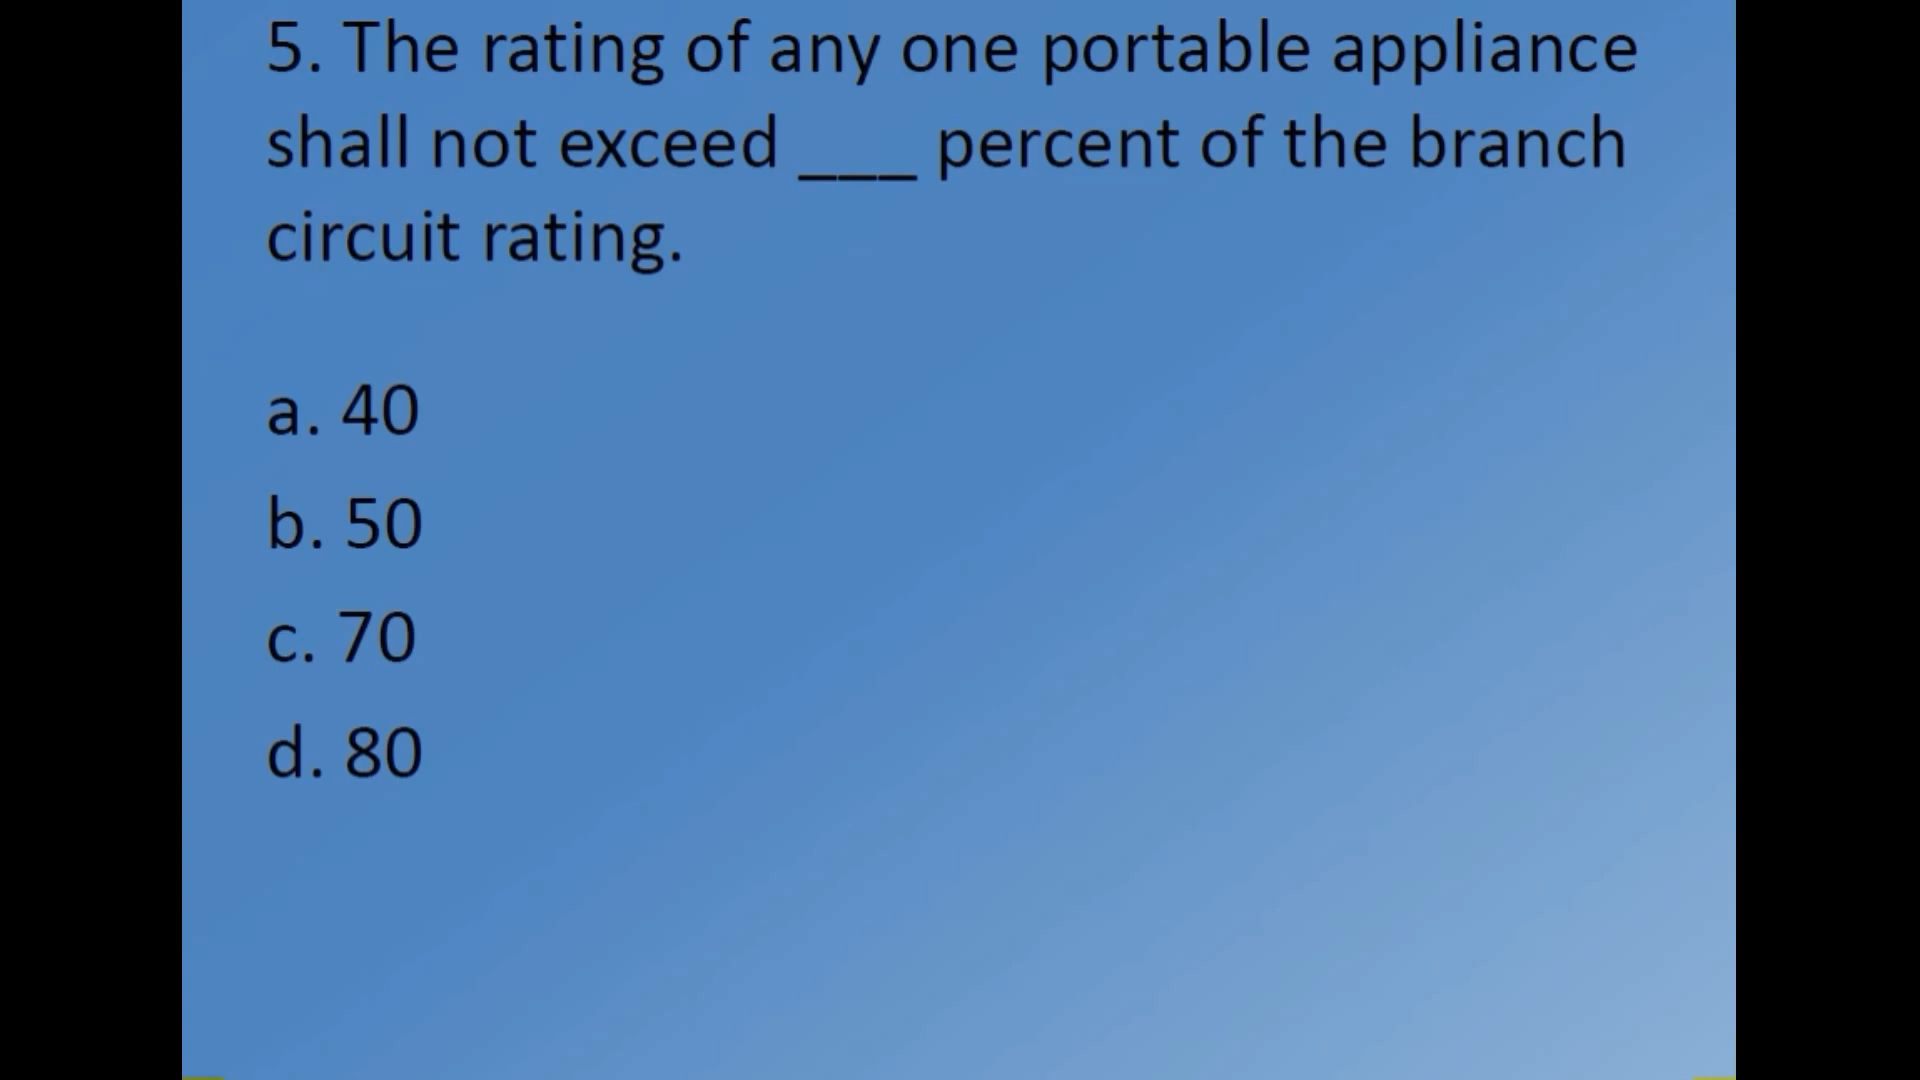 5. The rating of any one portable appliance
shall not exceed ___ percent of the branch
circuit rating.
a. 40
b. 50
c. 70
d. 80